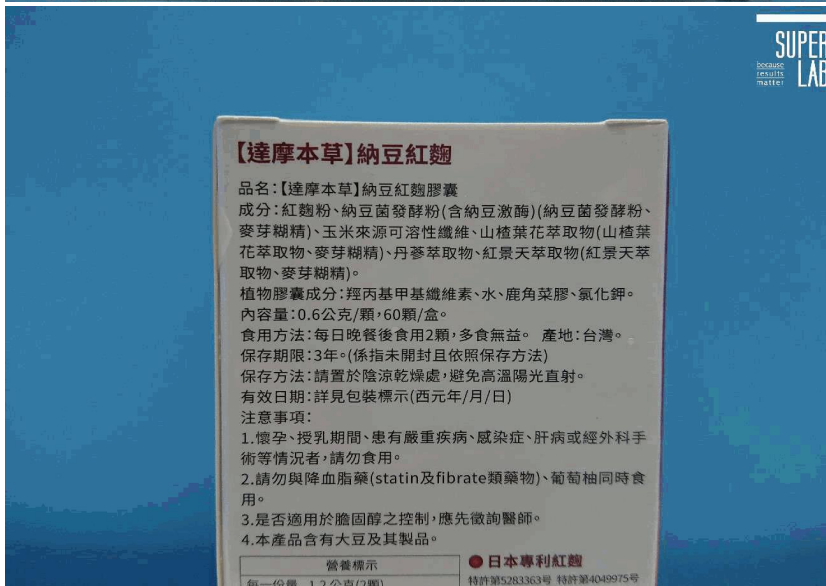 SUPER
LAB
because
results
matter
【達摩本草】納豆紅麴
品名:【達摩本草】納豆紅麴膠囊
成分:紅麴粉、納豆菌發酵粉(含納豆激酶)(納豆菌發酵粉、
麥芽糊精)、玉米來源可溶性纖維、山楂葉花萃取物(山楂葉
花萃取物、麥芽糊精)、丹蔘萃取物、紅景天萃取物(紅景天萃
取物、麥芽糊精)。
植物膠囊成分:羥丙基甲基纖維素、水、鹿角菜膠、氯化鉀。
內容量:0.6公克/顆,60顆/盒。
食用方法:每日晚餐後食用2顆,多食無益。 產地:台灣。
保存期限:3年。(係指未開封且依照保存方法)
保存方法:請置於陰涼乾燥處,避免高溫陽光直射。
有效日期:詳見包裝標示(西元年/月/日)
注意事項:
1.懷孕、授乳期間、患有嚴重疾病、感染症、肝病或經外科手
術等情況者,請勿食用。
2.請勿與降血脂藥(statin及fibrate類藥物)、葡萄柚同時食
用。
3.是否適用於膽固醇之控制,應先徵詢醫師。
4.本產品含有大豆及其製品。
營養標示
每一份量 1.2公克(2顆)
日本專利紅麴
特許第5283363号 特許第4049975号